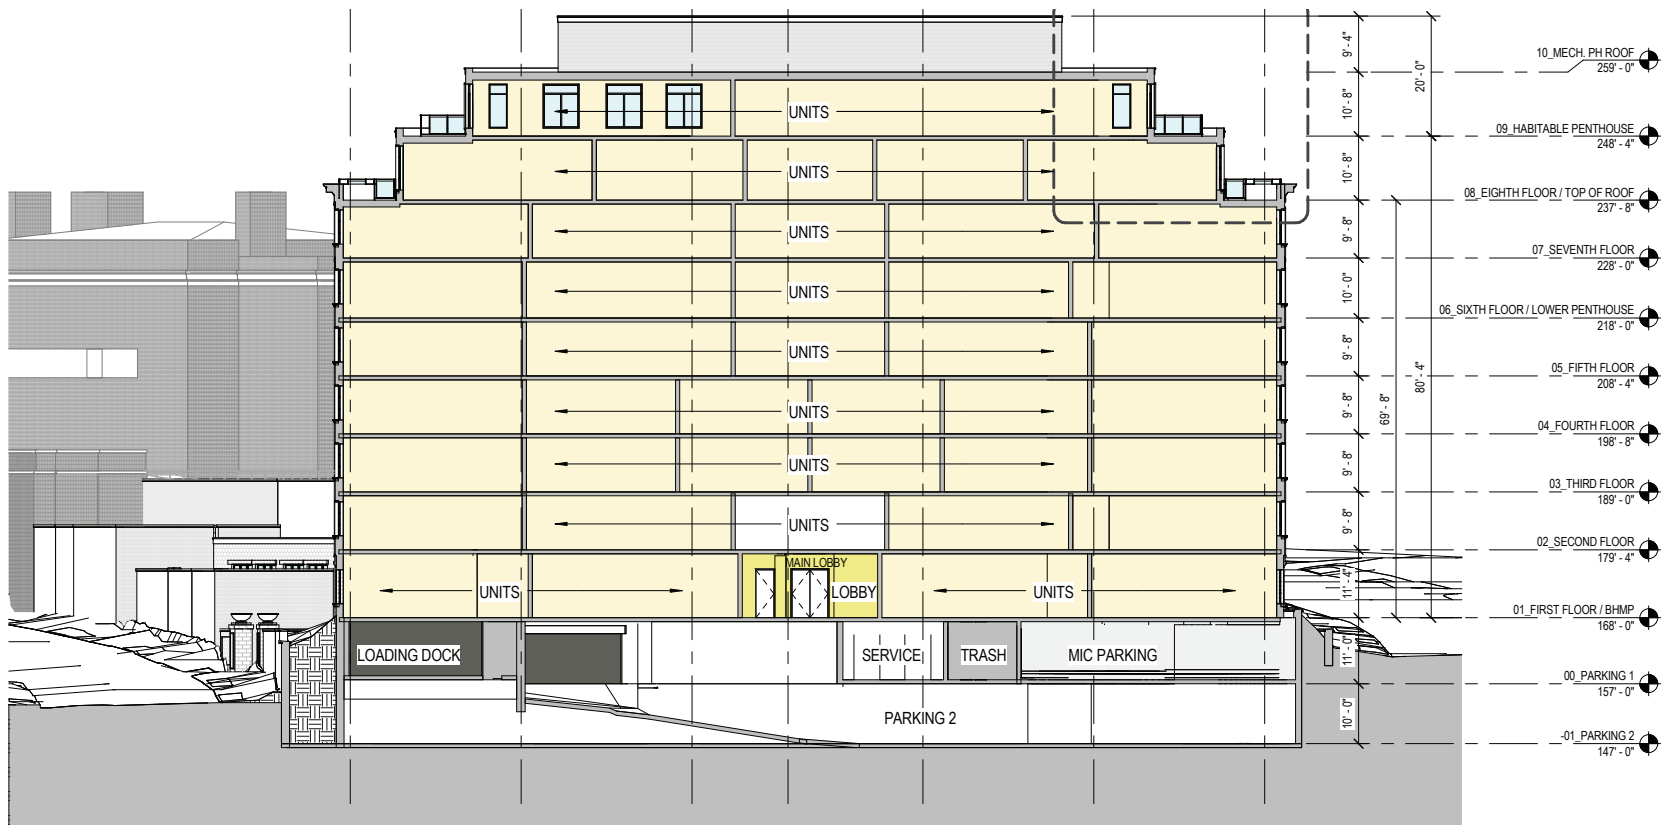 9' - 4"
10_MECH. PH ROOF
259' - 0"
20' - 0"
10' - 8"
UNITS
09_HABITABLE PENTHOUSE
248' - 4"
10' - 8"
UNITS
08_EIGHTH FLOOR / TOP OF ROOF
237' - 8"
9' - 8"
UNITS
07_SEVENTH FLOOR
228' - 0"
10' - 0"
UNITS
06_SIXTH FLOOR / LOWER PENTHOUSE
218' - 0"
9' - 8"
UNITS
05_FIFTH FLOOR
208' - 4"
80' - 4"
69' - 8"
9' - 8"
UNITS
04_FOURTH FLOOR
198' - 8"
9' - 8"
UNITS
03_THIRD FLOOR
189' - 0"
9' - 8"
UNITS
02_SECOND FLOOR
179' - 4"
MAIN LOBBY
UNITS
LOBBY
UNITS
11' - 4"
01_FIRST FLOOR / BHMP
168' - 0"
LOADING DOCK
SERVICE
TRASH
MIC PARKING
11' - 0"
00_PARKING 1
157' - 0"
PARKING 2
10' - 0"
-01_PARKING 2
147' - 0"